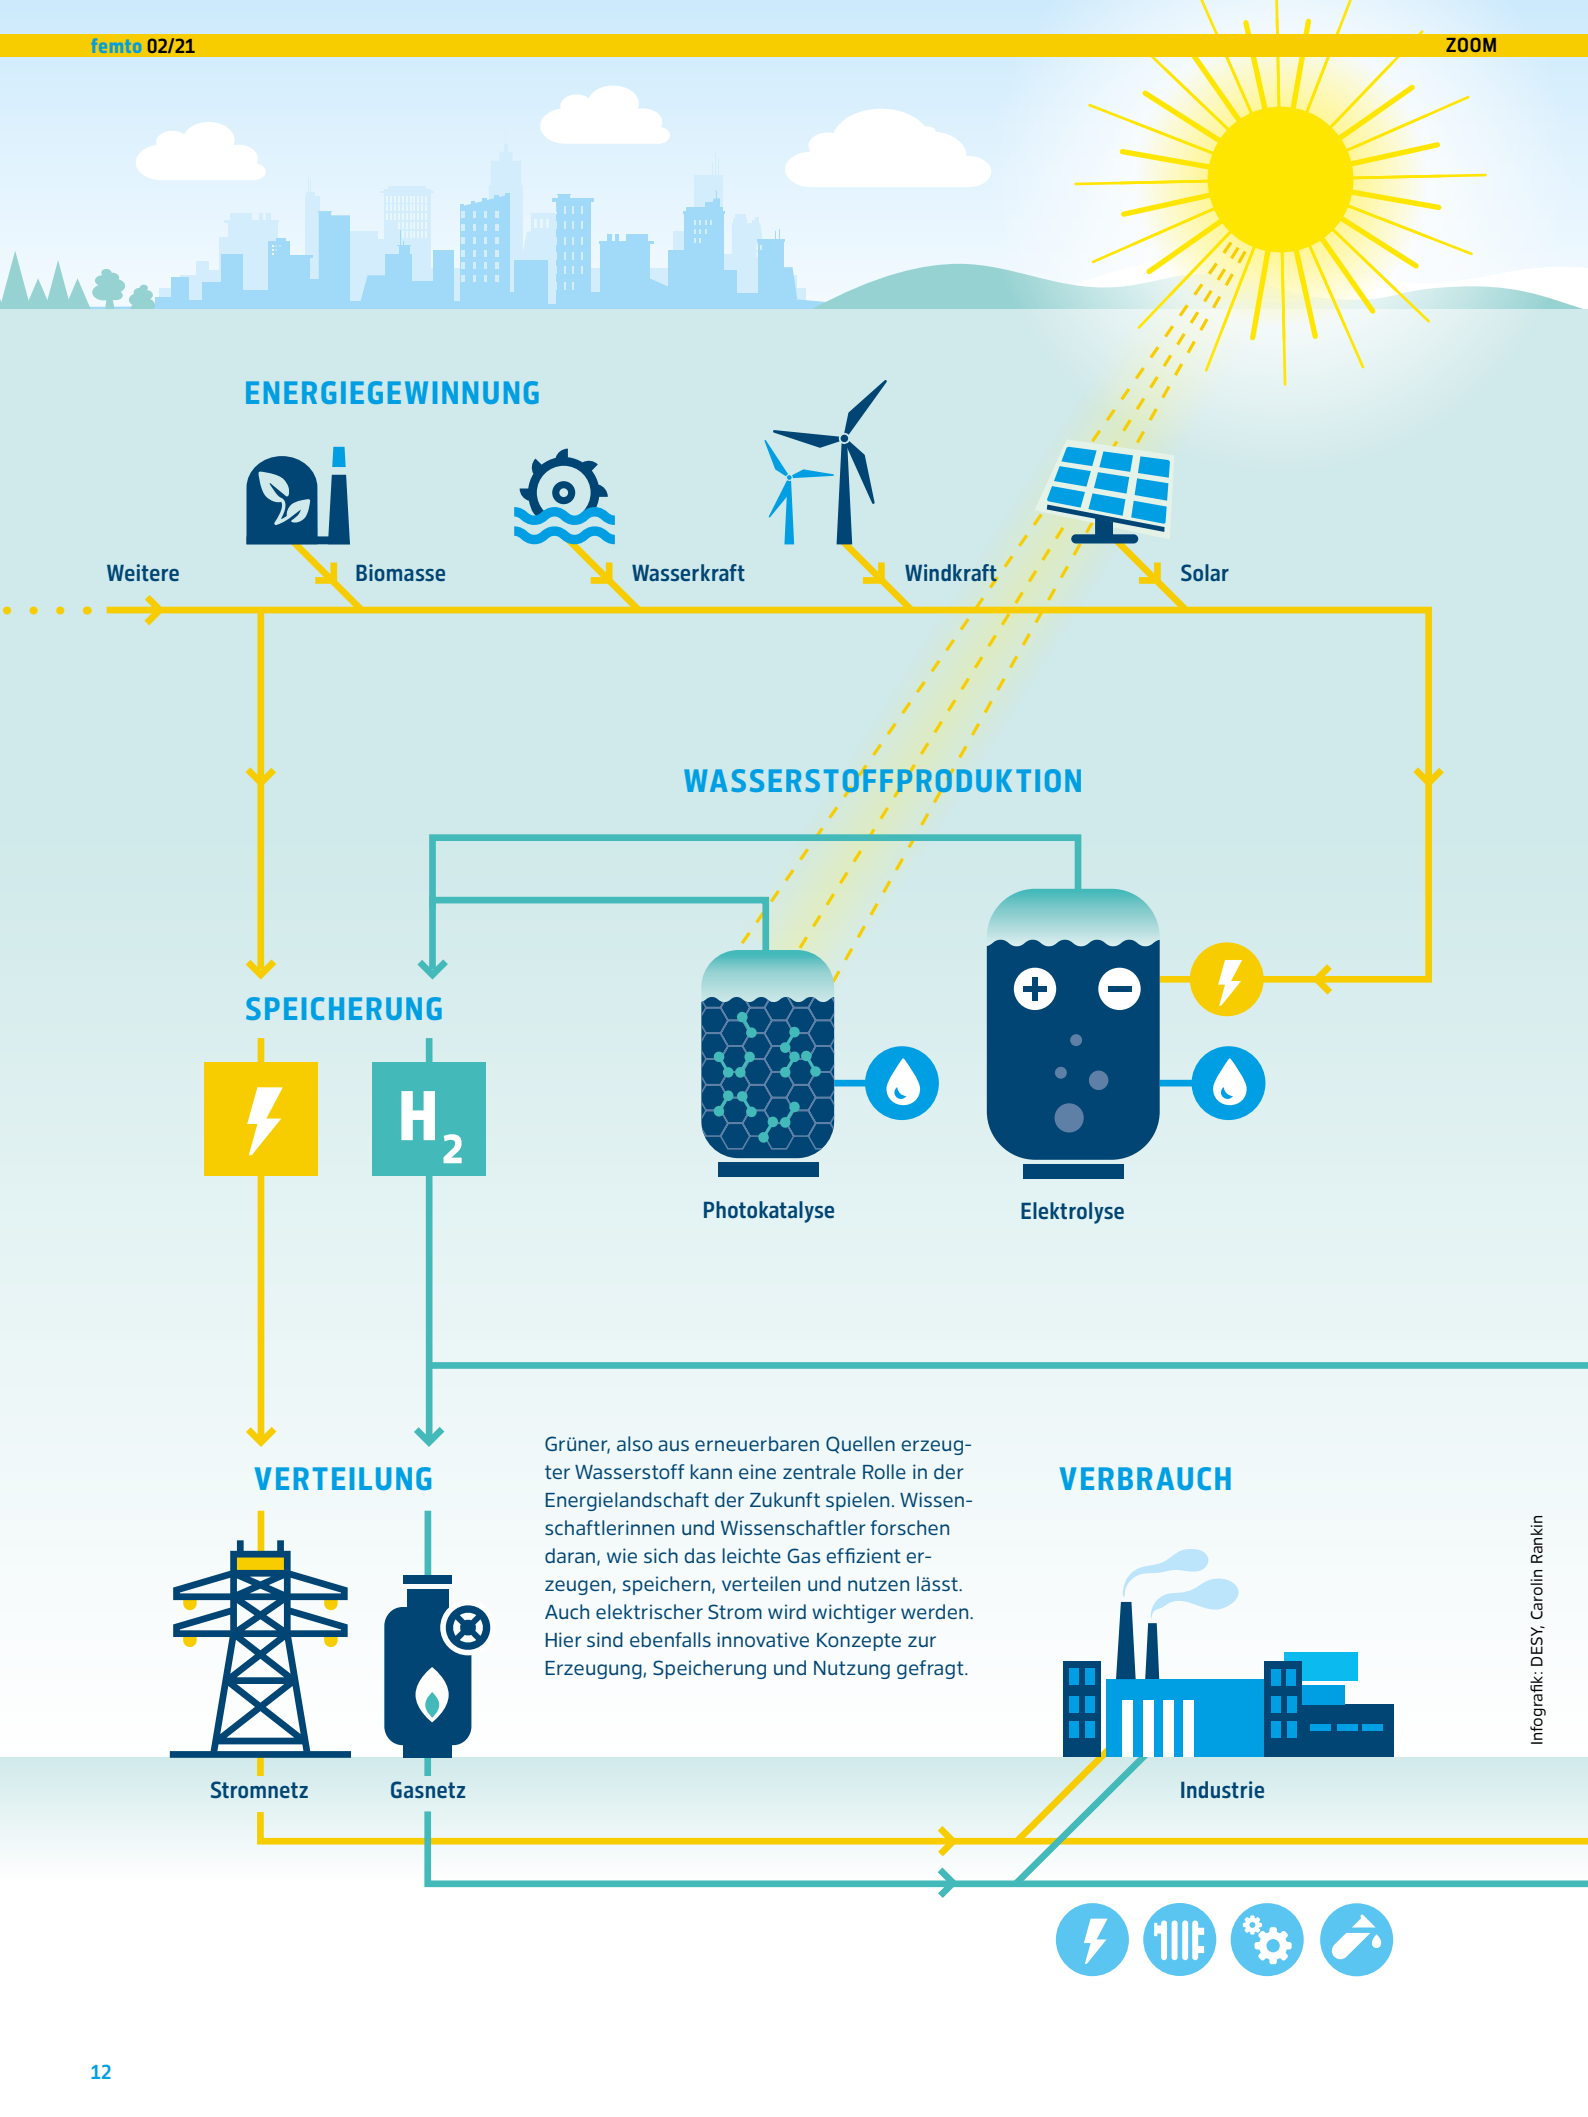 femto 02/21
ZOOM
ENERGIEGEWINNUNG
Weitere
Biomasse
Wasserkraft
Windkraft
Solar
WASSERSTOFFPRODUKTION
SPEICHERUNG
H2
Photokatalyse
Elektrolyse
VERTEILUNG
Grüner, also aus erneuerbaren Quellen erzeug-
ter Wasserstoff kann eine zentrale Rolle in der
Energielandschaft der Zukunft spielen. Wissen-
schaftlerinnen und Wissenschaftler forschen
daran, wie sich das leichte Gas effizient er-
zeugen, speichern, verteilen und nutzen lässt.
Auch elektrischer Strom wird wichtiger werden.
Hier sind ebenfalls innovative Konzepte zur
Erzeugung, Speicherung und Nutzung gefragt.
VERBRAUCH
Infografik: DESY, Carolin Rankin
Stromnetz
Gasnetz
Industrie
12